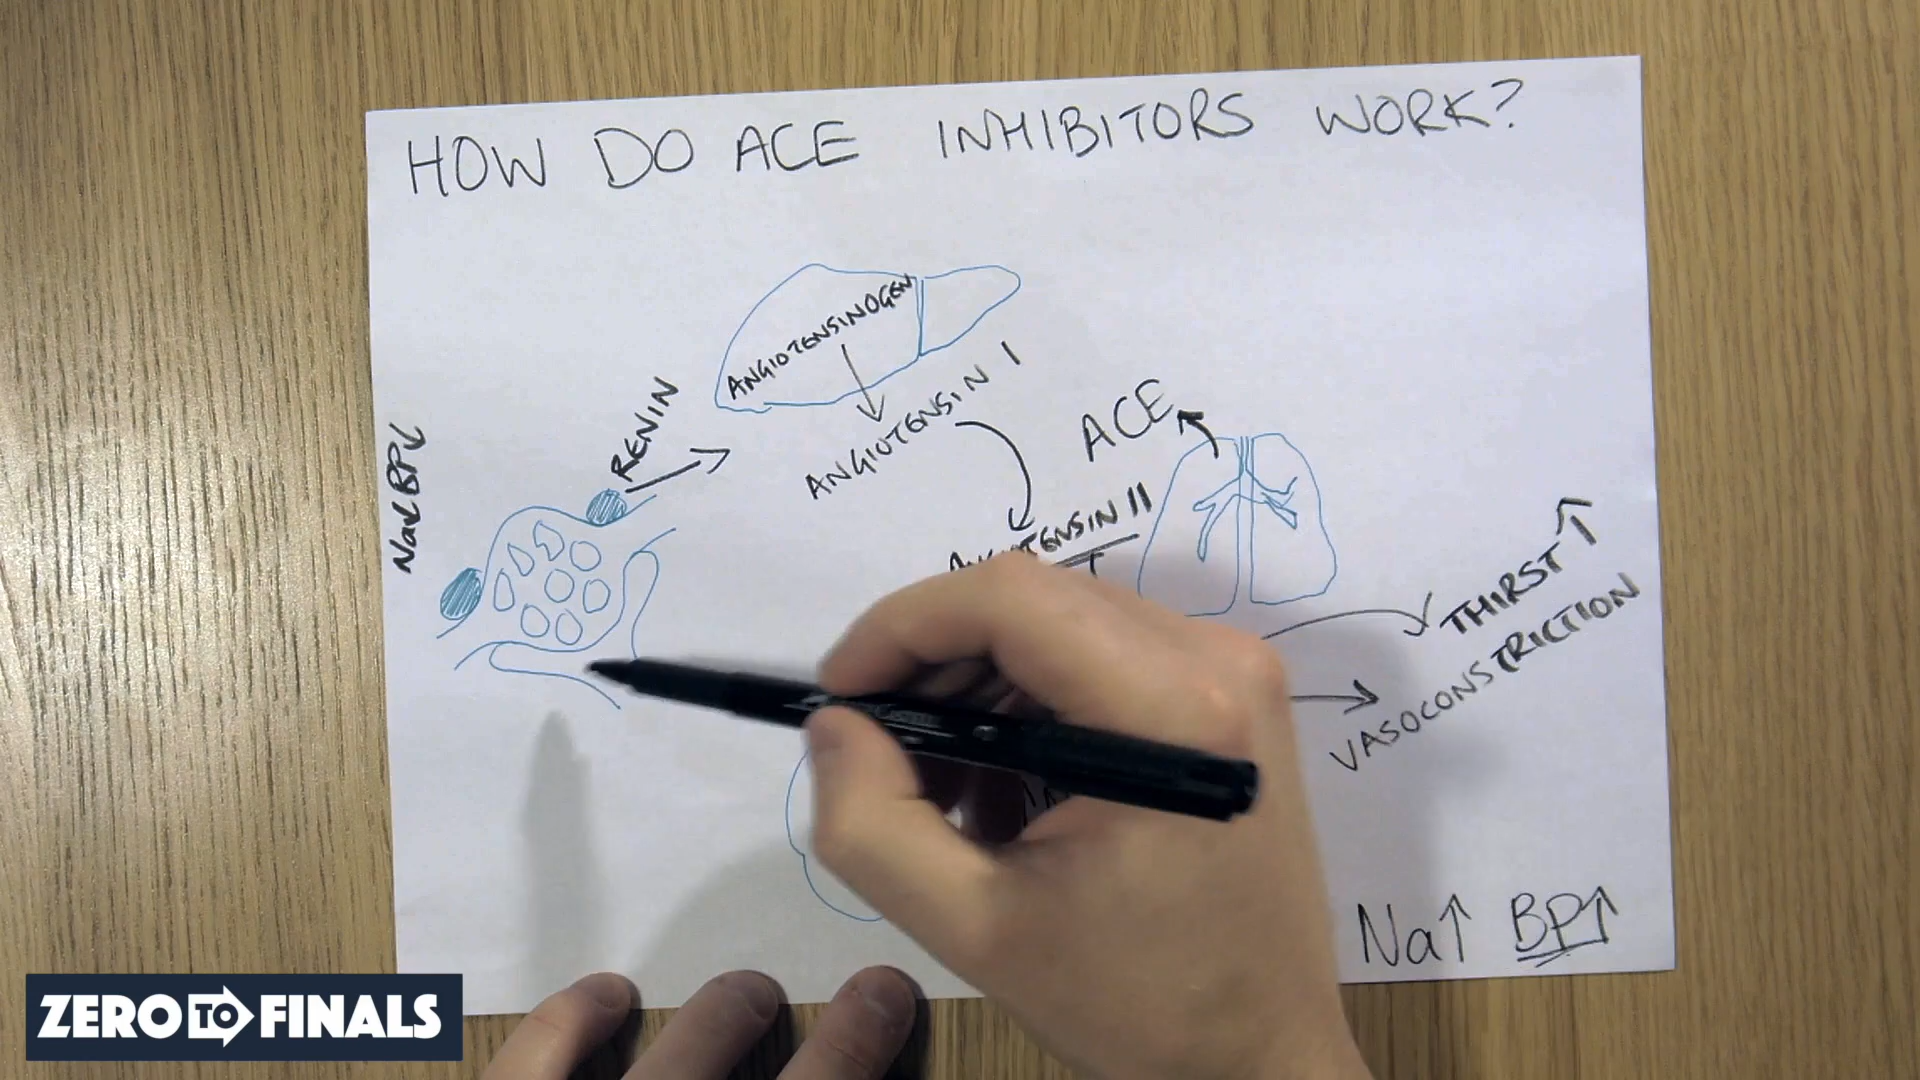 HOW DO ACE INHIBITORS WORK?
ANGIOTENSINOGEN
ANGIOTENSIN I
RENIN
Na↓ BP↓
ACE
ANGIOTENSIN II
THIRST ↑
VASOCONSTRICTION
Na↑ BP↑
ZERO TO FINALS